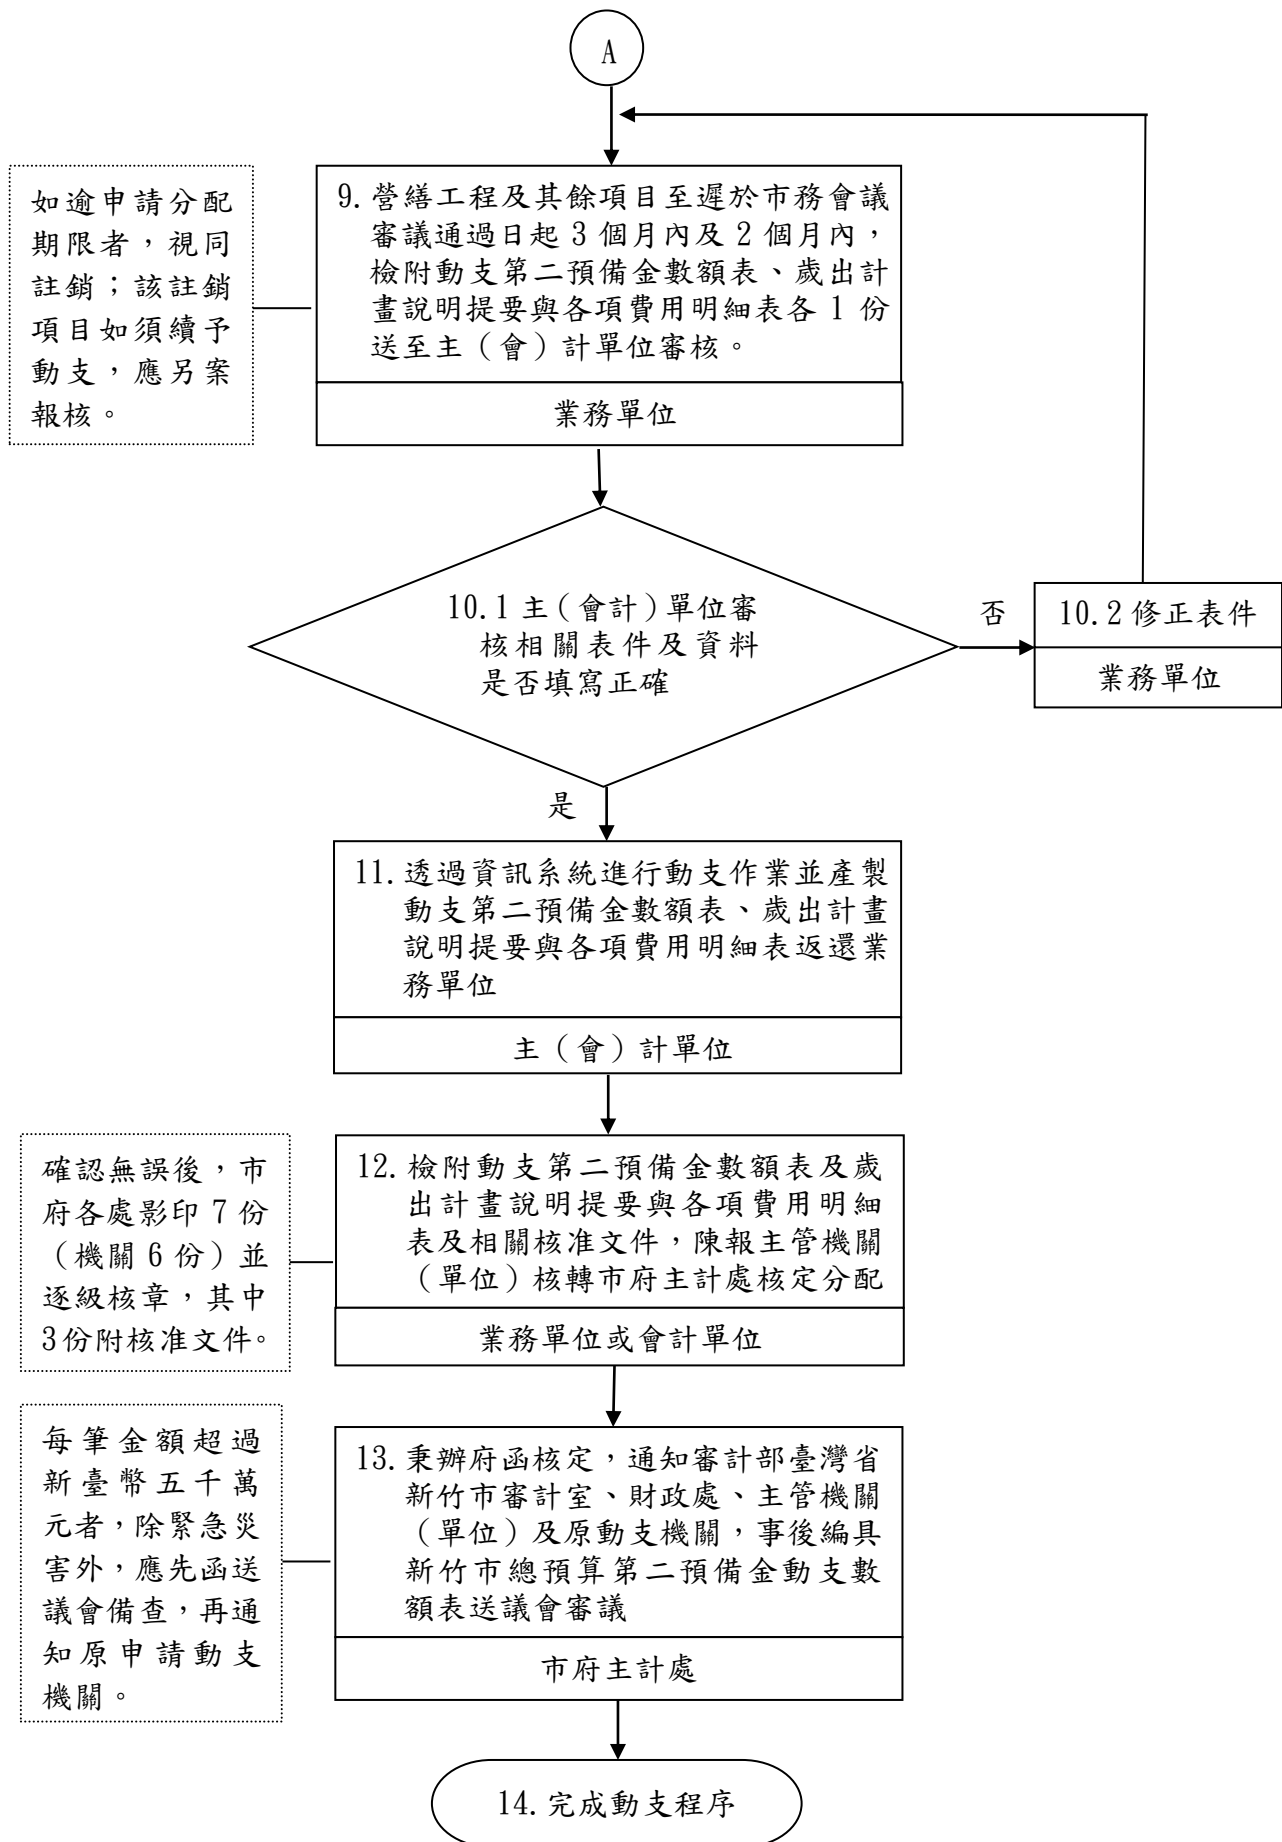 A
如逾申請分配
期限者，視同
註銷；該註銷
項目如須續予
動支，應另案
報核。
9.營繕工程及其餘項目至遲於市務會議
審議通過日起 3 個月內及 2 個月內，
檢附動支第二預備金數額表、歲出計
畫說明提要與各項費用明細表各 1 份
送至主（會）計單位審核。
業務單位
10.1 主(會計)單位審
核相關表件及資料
是否填寫正確
否
10.2 修正表件
業務單位
是
11.透過資訊系統進行動支作業並產製
動支第二預備金數額表、歲出計畫
說明提要與各項費用明細表返還業
務單位
主（會）計單位
確認無誤後，市
府各處影印 7 份
（機關 6 份）並
逐級核章，其中
3份附核准文件。
12.檢附動支第二預備金數額表及歲
出計畫說明提要與各項費用明細
表及相關核准文件，陳報主管機關
（單位）核轉市府主計處核定分配
業務單位或會計單位
每筆金額超過
新臺幣五千萬
元者，除緊急災
害外，應先函送
議會備查，再通
知原申請動支
機關。
13.秉辦府函核定，通知審計部臺灣省
新竹市審計室、財政處、主管機關
（單位）及原動支機關，事後編具
新竹市總預算第二預備金動支數
額表送議會審議
市府主計處
14.完成動支程序